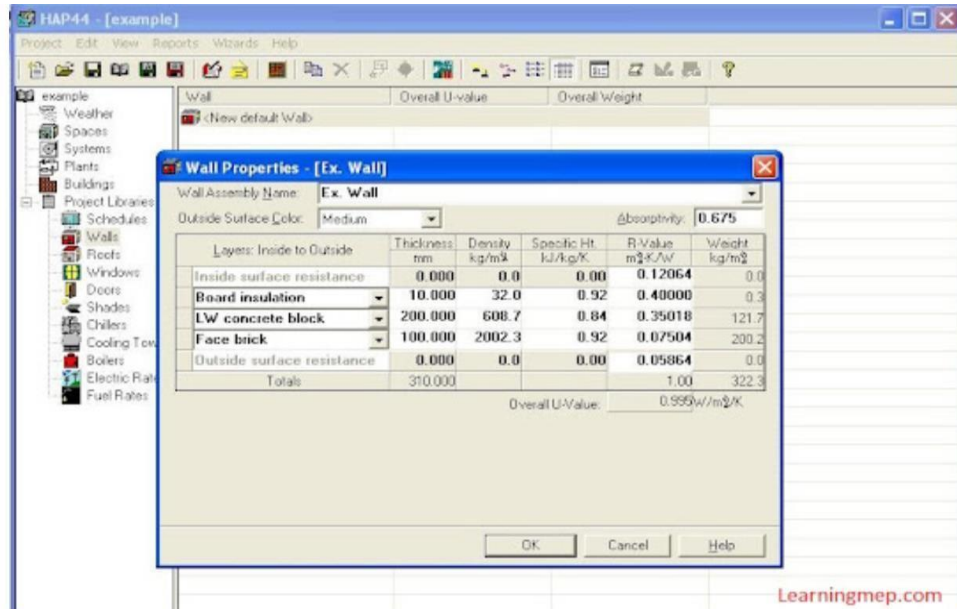 HAP44 - [example]
Project Edit View Reports Wizards Help
example
Weather
Spaces
Systems
Plants
Buildings
Project Libraries
Schedules
Walls
Roofs
Windows
Doors
Shades
Chillers
Cooling Tow
Boilers
Electric Rate
Fuel Rates
Wall Overall U-value Overall Weight
<New default Wall>
Wall Properties - [Ex. Wall]
Wall Assembly Name: Ex. Wall
Outside Surface Color: Medium Absorptivity: 0.675
Layers: Inside to Outside Thickness mm Density kg/m³ Specific Ht. kJ/kg/K R-Value m²-K/W Weight kg/m²
Inside surface resistance 0.000 0.0 0.00 0.12064 0.0
Board insulation 10.000 32.0 0.92 0.40000 0.3
LW concrete block 200.000 608.7 0.84 0.35018 121.7
Face brick 100.000 2002.3 0.92 0.07504 200.2
Outside surface resistance 0.000 0.0 0.00 0.05864 0.0
Totals 310.000 1.00 322.3
Overall U-Value: 0.995 W/m²/K
OK Cancel Help
Learningmep.com